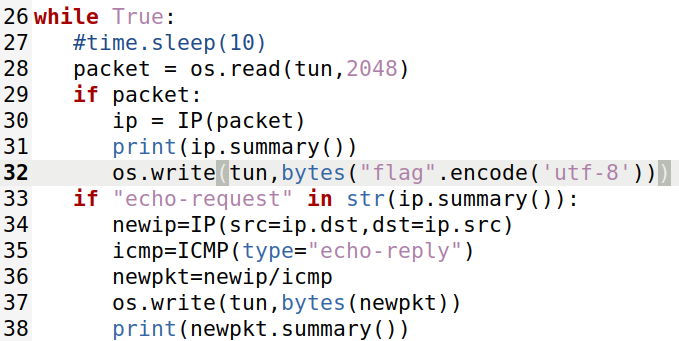 26 while True:
27    #time.sleep(10)
28    packet = os.read(tun,2048)
29    if packet:
30       ip = IP(packet)
31       print(ip.summary())
32       os.write(tun,bytes("flag".encode('utf-8')))
33    if "echo-request" in str(ip.summary()):
34       newip=IP(src=ip.dst,dst=ip.src)
35       icmp=ICMP(type="echo-reply")
36       newpkt=newip/icmp
37       os.write(tun,bytes(newpkt))
38       print(newpkt.summary())